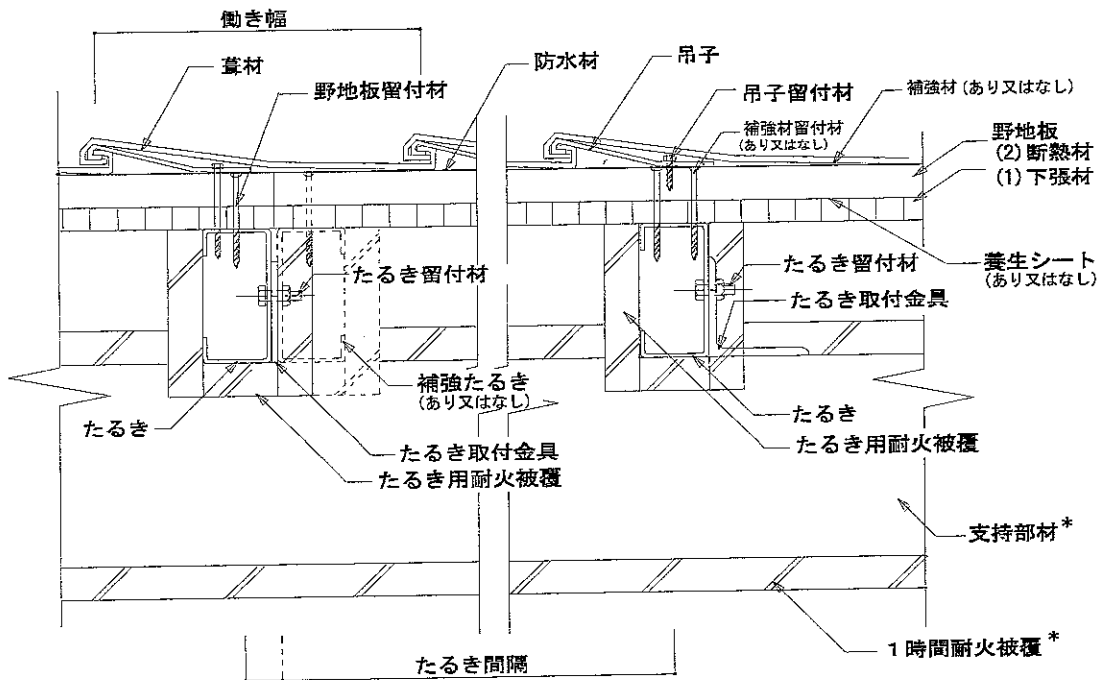 働き幅
葺材
野地板留付材
防水材
吊子
吊子留付材
補強材(あり又はなし)
補強材留付材
(あり又はなし)
野地板
(2) 断熱材
(1) 下張材
養生シート
(あり又はなし)
たるき留付材
たるき留付材
たるき取付金具
補強たるき
(あり又はなし)
たるき
たるき
たるき取付金具
たるき用耐火被覆
たるき用耐火被覆
支持部材*
1時間耐火被覆*
たるき間隔